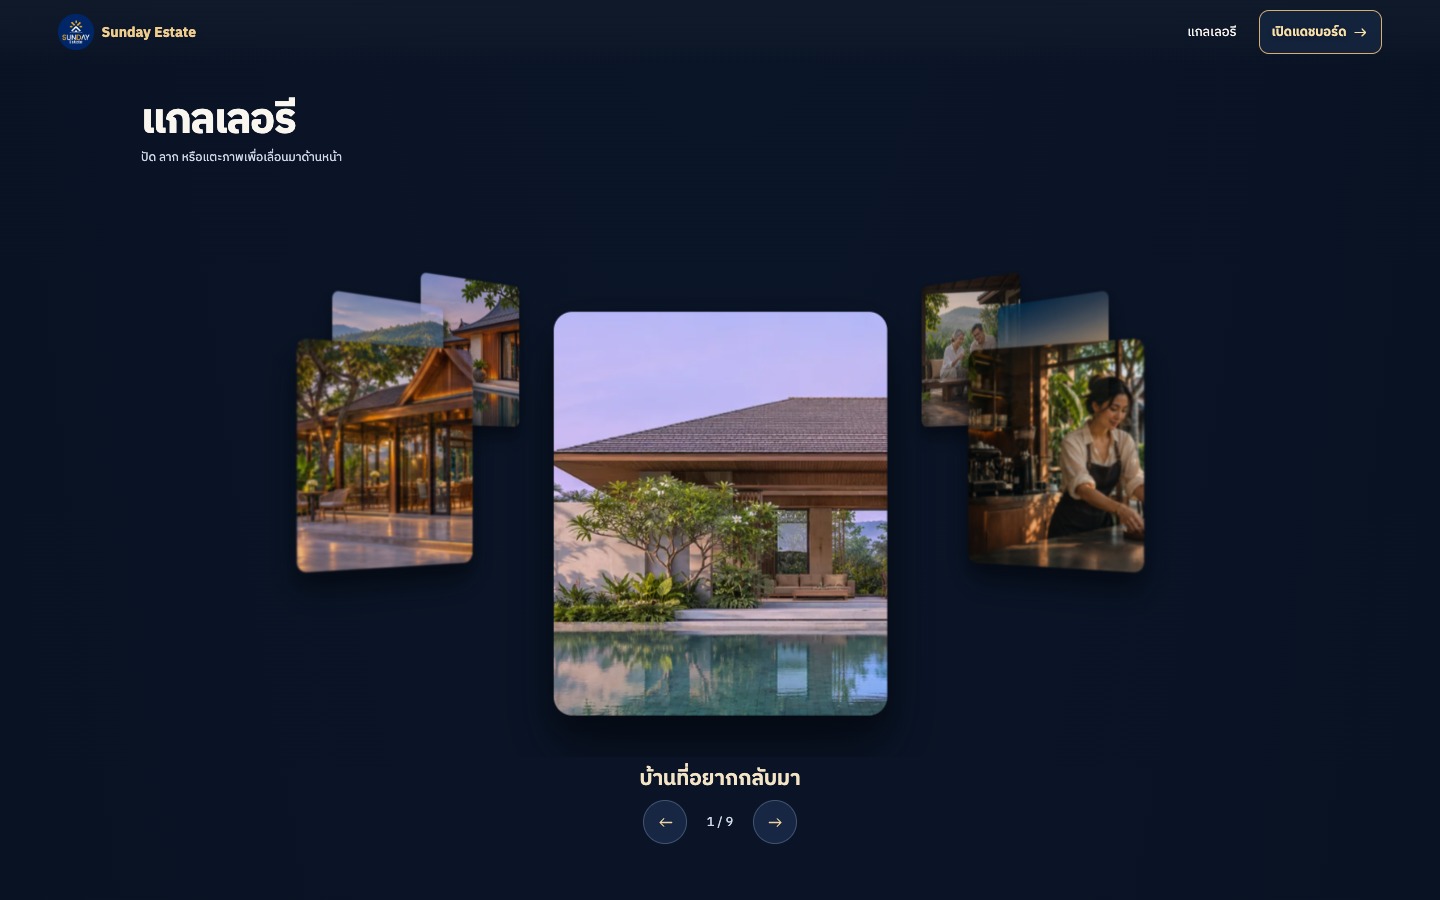 SUNDAY
Sunday Estate
แกลเลอรี
เปิดแดชบอร์ด →
แกลเลอรี
ปัด ลาก หรือแตะภาพเพื่อเลื่อนมาด้านหน้า
บ้านที่อยากกลับมา
← 1 / 9 →